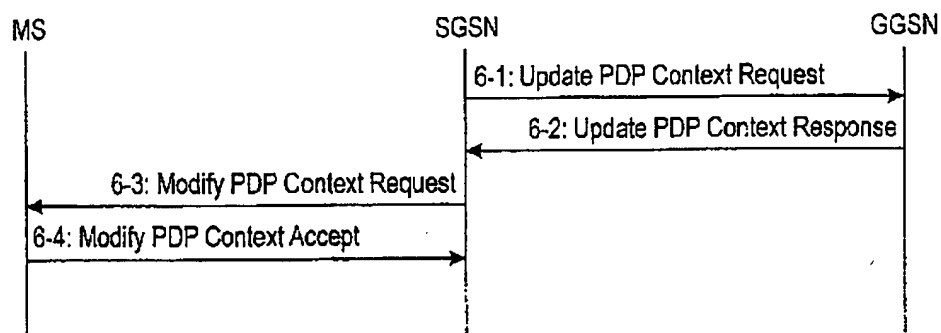 MS
SGSN
GGSN
6-1: Update PDP Context Request
6-2: Update PDP Context Response
6-3: Modify PDP Context Request
6-4: Modify PDP Context Accept